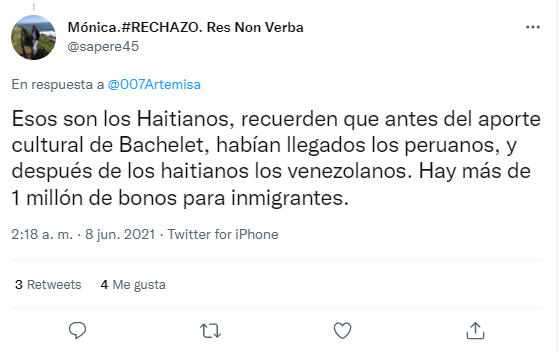 Mónica.#RECHAZO. Res Non Verba
@sapere45
En respuesta a @007Artemisa
Esos son los Haitianos, recuerden que antes del aporte
cultural de Bachelet, habían llegados los peruanos, y
después de los haitianos los venezolanos. Hay más de
1 millón de bonos para inmigrantes.
2:18 a. m. · 8 jun. 2021 · Twitter for iPhone
3 Retweets 4 Me gusta